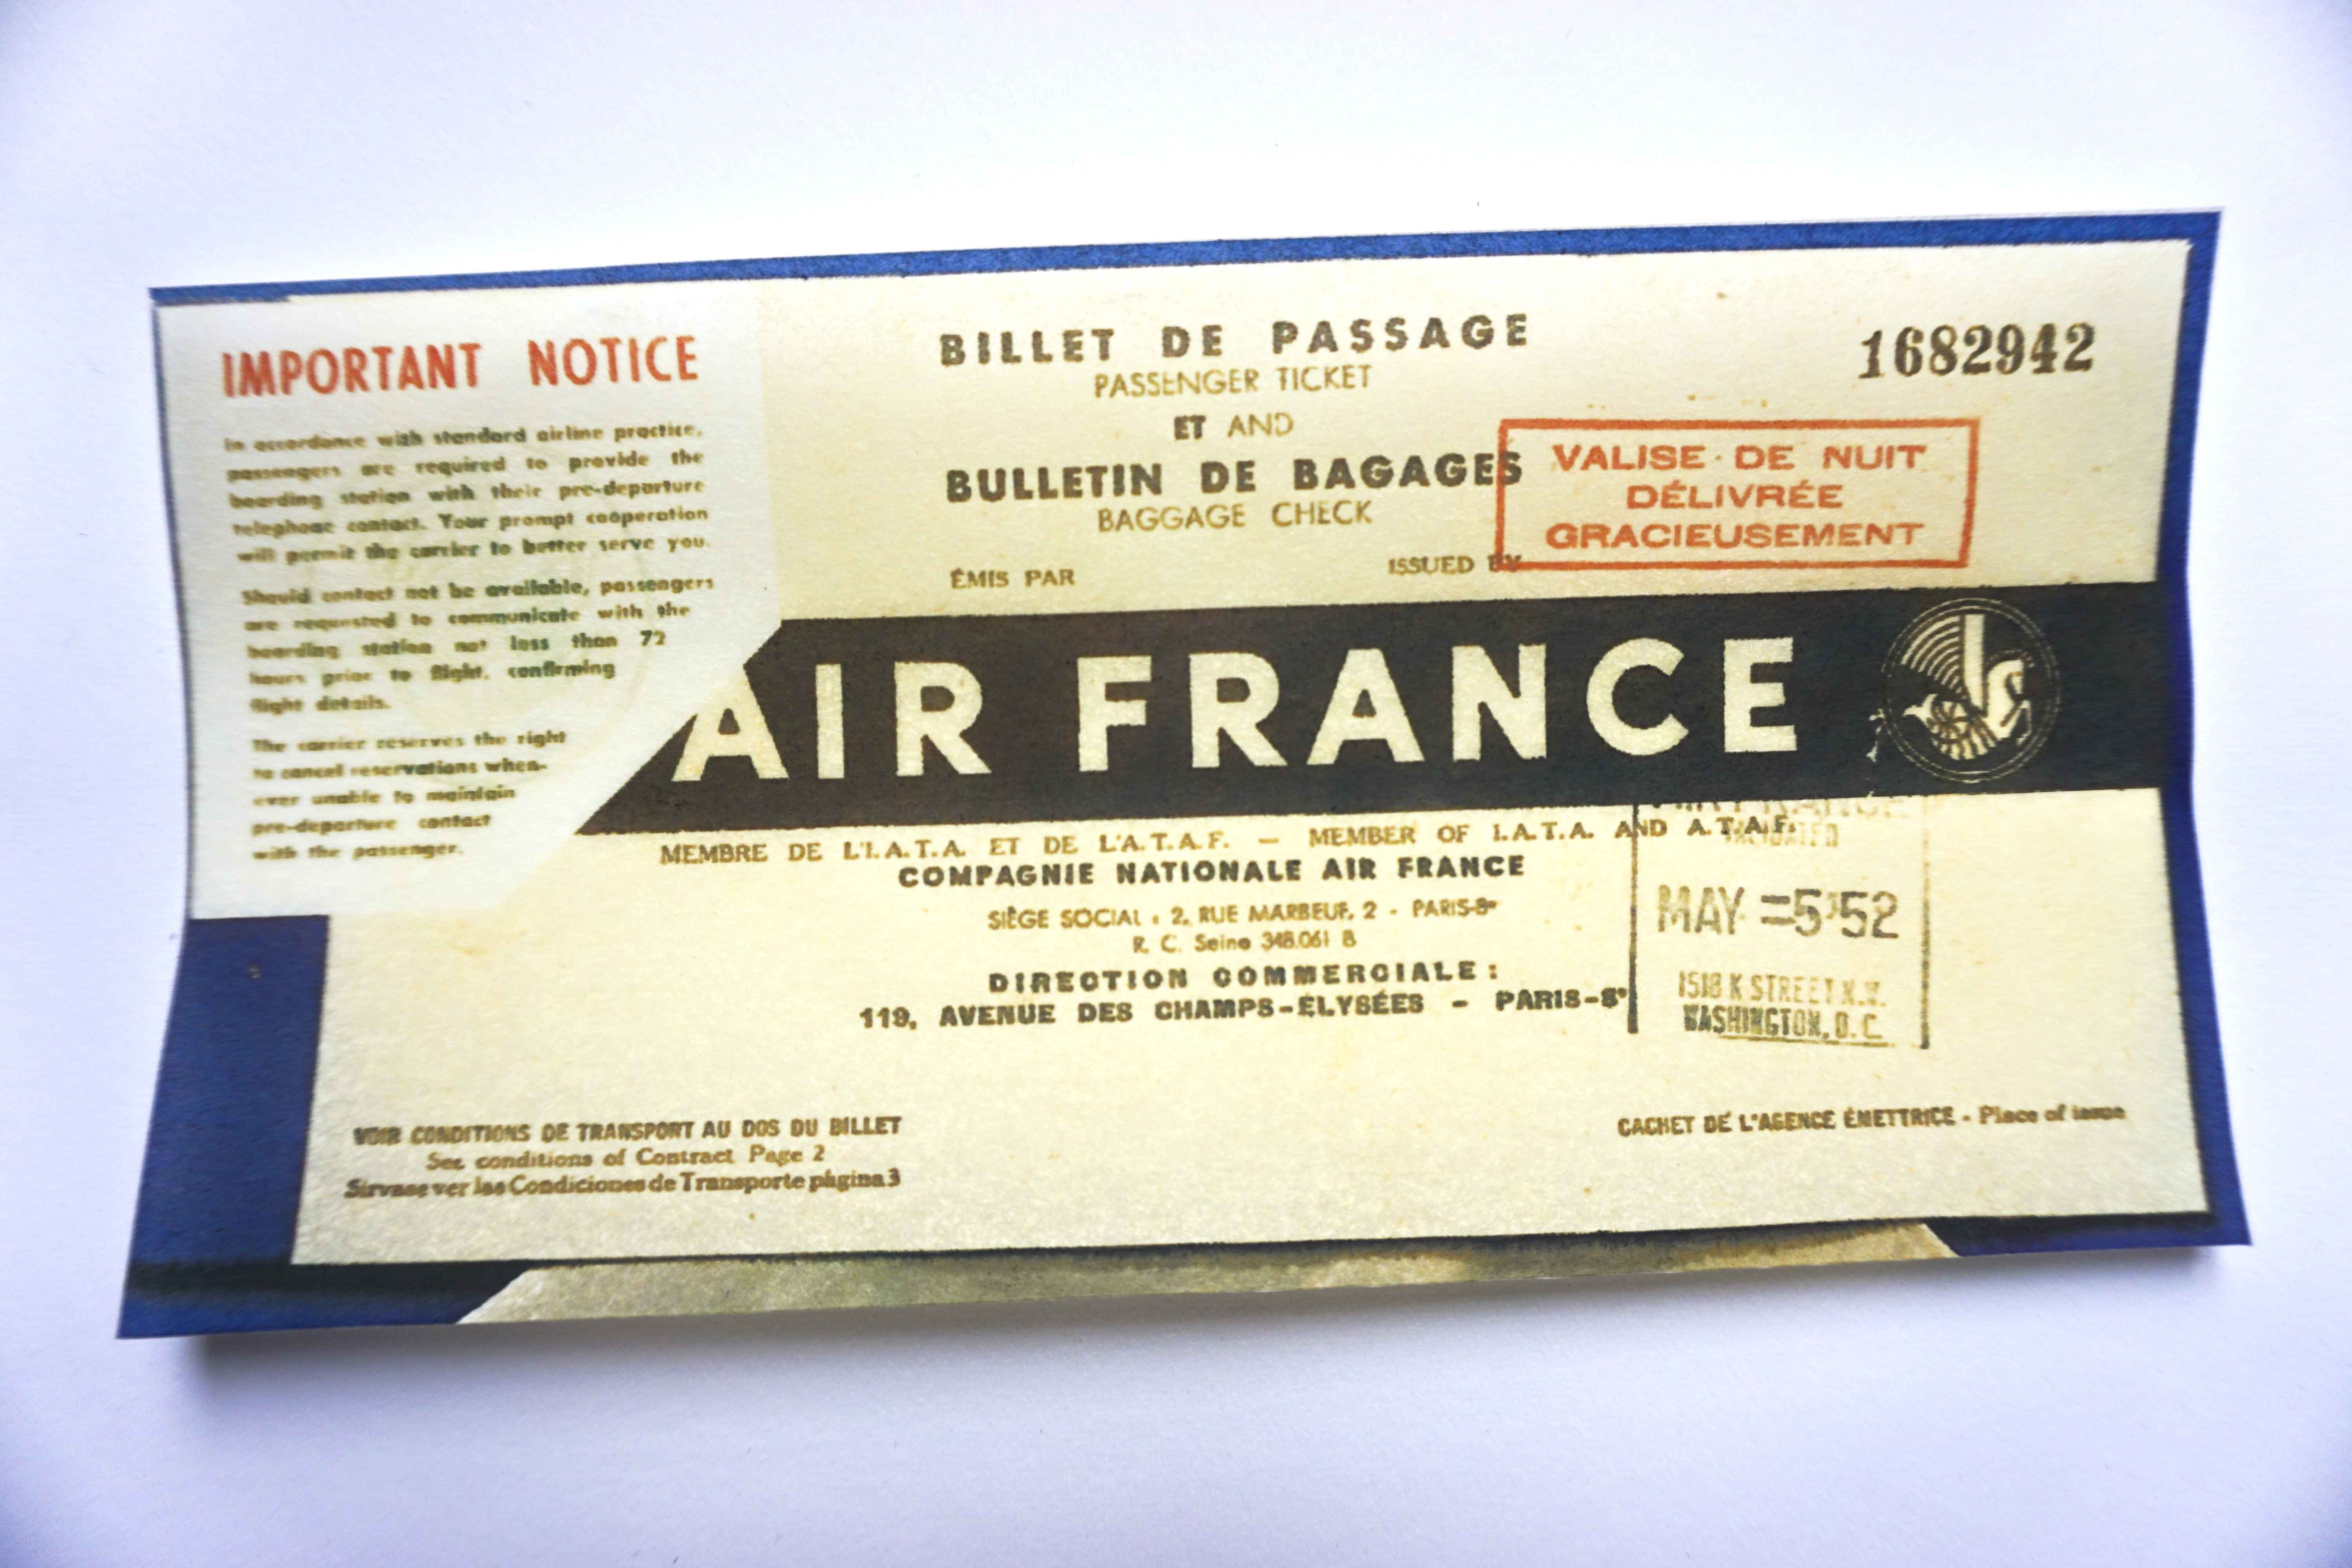 IMPORTANT NOTICE
In accordance with standard airline practice,
passengers are required to provide the
boarding station with their pre-departure
telephone contact. Your prompt cooperation
will permit the carrier to better serve you.
Should contact not be available, passengers
are requested to communicate with the
boarding station not less than 72
hours prior to flight, confirming
flight details.
The carrier reserves the right
to cancel reservations when-
ever unable to maintain
pre-departure contact
with the passenger.
BILLET DE PASSAGE
PASSENGER TICKET
ET AND
BULLETIN DE BAGAGES
BAGGAGE CHECK
ÉMIS PAR ISSUED BY
1682942
VALISE DE NUIT
DÉLIVRÉE
GRACIEUSEMENT
AIR FRANCE
MEMBRE DE L'I.A.T.A. ET DE L'A.T.A.F. — MEMBER OF I.A.T.A. AND A.T.A.F.
COMPAGNIE NATIONALE AIR FRANCE
SIÈGE SOCIAL : 2, RUE MARBEUF, 2 - PARIS-8e
R. C. Seine 348.061 B
DIRECTION COMMERCIALE :
119, AVENUE DES CHAMPS-ÉLYSÉES - PARIS-8e
AIR FRANCE
MAY =5'52
1518 K STREET N.W.
WASHINGTON, D.C.
VOIR CONDITIONS DE TRANSPORT AU DOS DU BILLET
See conditions of Contract Page 2
Sirvase ver las Condiciones de Transporte página 3
CACHET DE L'AGENCE ÉMETTRICE - Place of issue